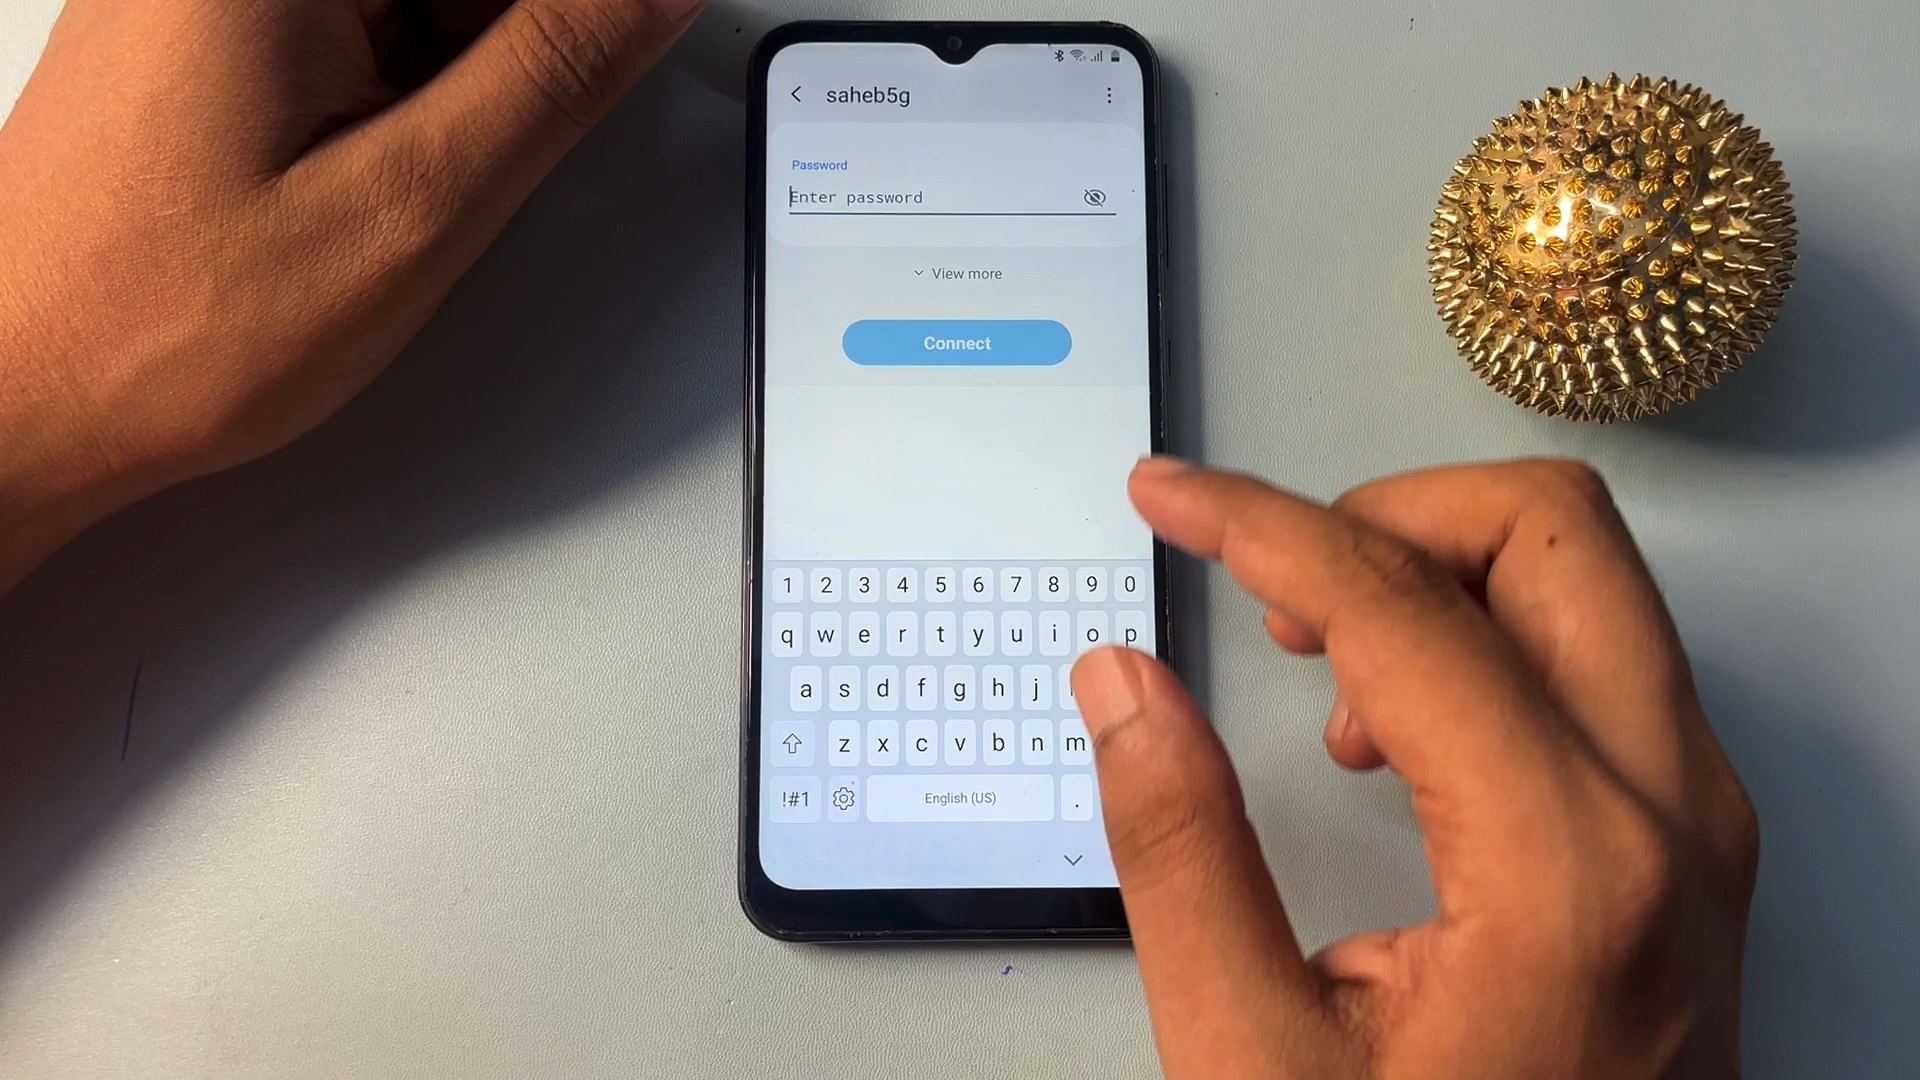 saheb5g
Password
Enter password
View more
Connect
1 2 3 4 5 6 7 8 9 0
q w e r t y u i o p
a s d f g h j
z x c v b n m
!#1 English (US) .